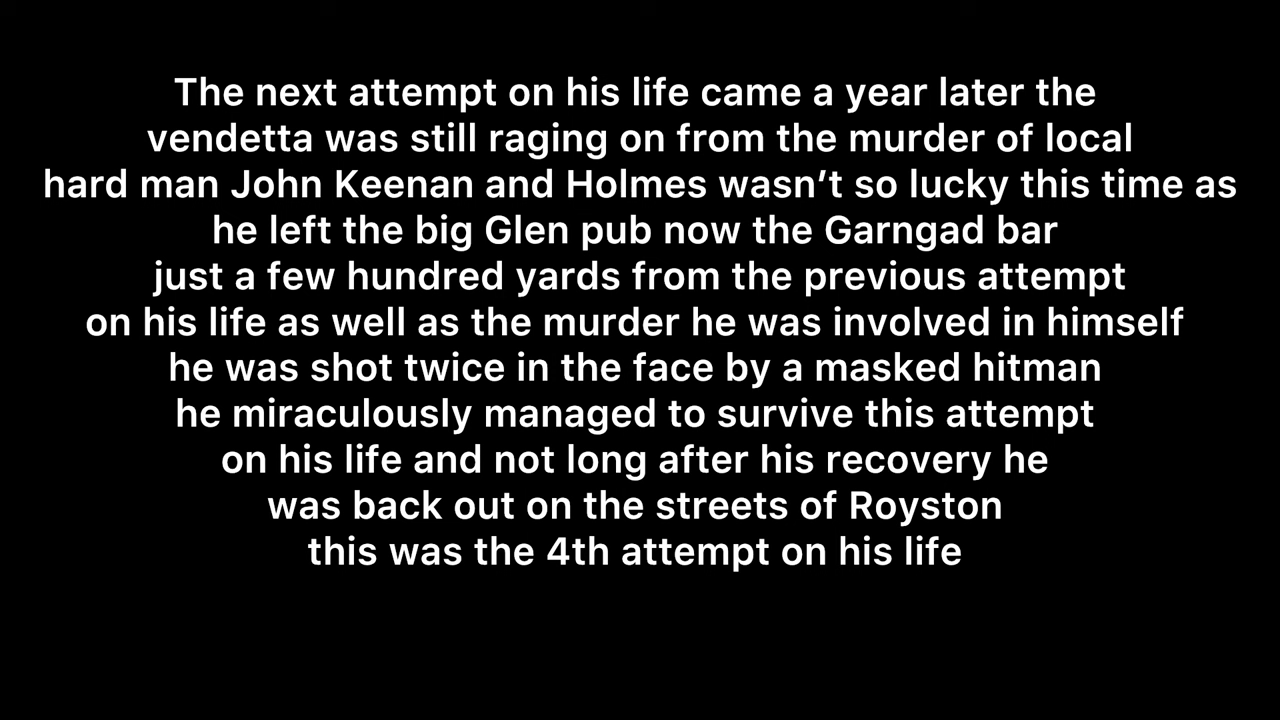 The next attempt on his life came a year later the
vendetta was still raging on from the murder of local
hard man John Keenan and Holmes wasn’t so lucky this time as
he left the big Glen pub now the Garngad bar
just a few hundred yards from the previous attempt
on his life as well as the murder he was involved in himself
he was shot twice in the face by a masked hitman
he miraculously managed to survive this attempt
on his life and not long after his recovery he
was back out on the streets of Royston
this was the 4th attempt on his life